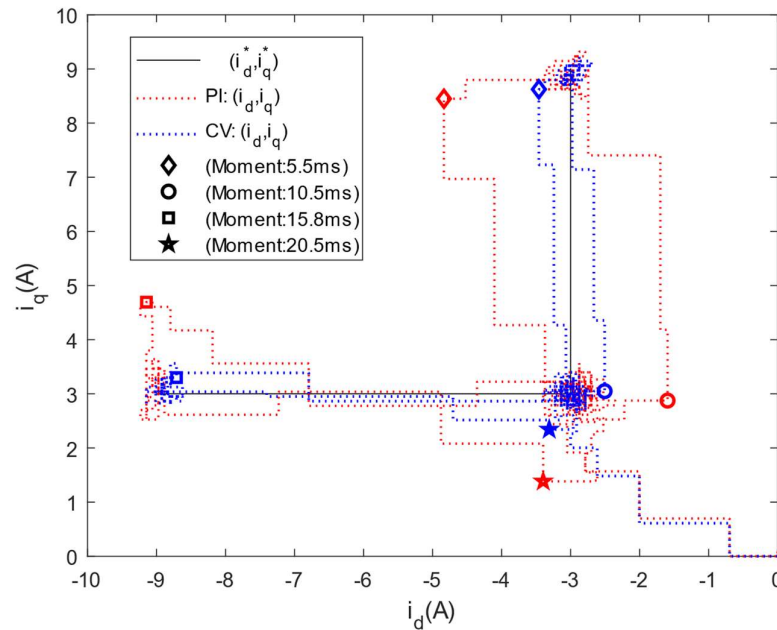 10
9
8
7
6
5
4
3
2
1
0
i_q(A)
(i_d^*,i_q^*)
PI: (i_d,i_q)
CV: (i_d,i_q)
(Moment:5.5ms)
(Moment:10.5ms)
(Moment:15.8ms)
(Moment:20.5ms)
-10 -9 -8 -7 -6 -5 -4 -3 -2 -1 0
i_d(A)